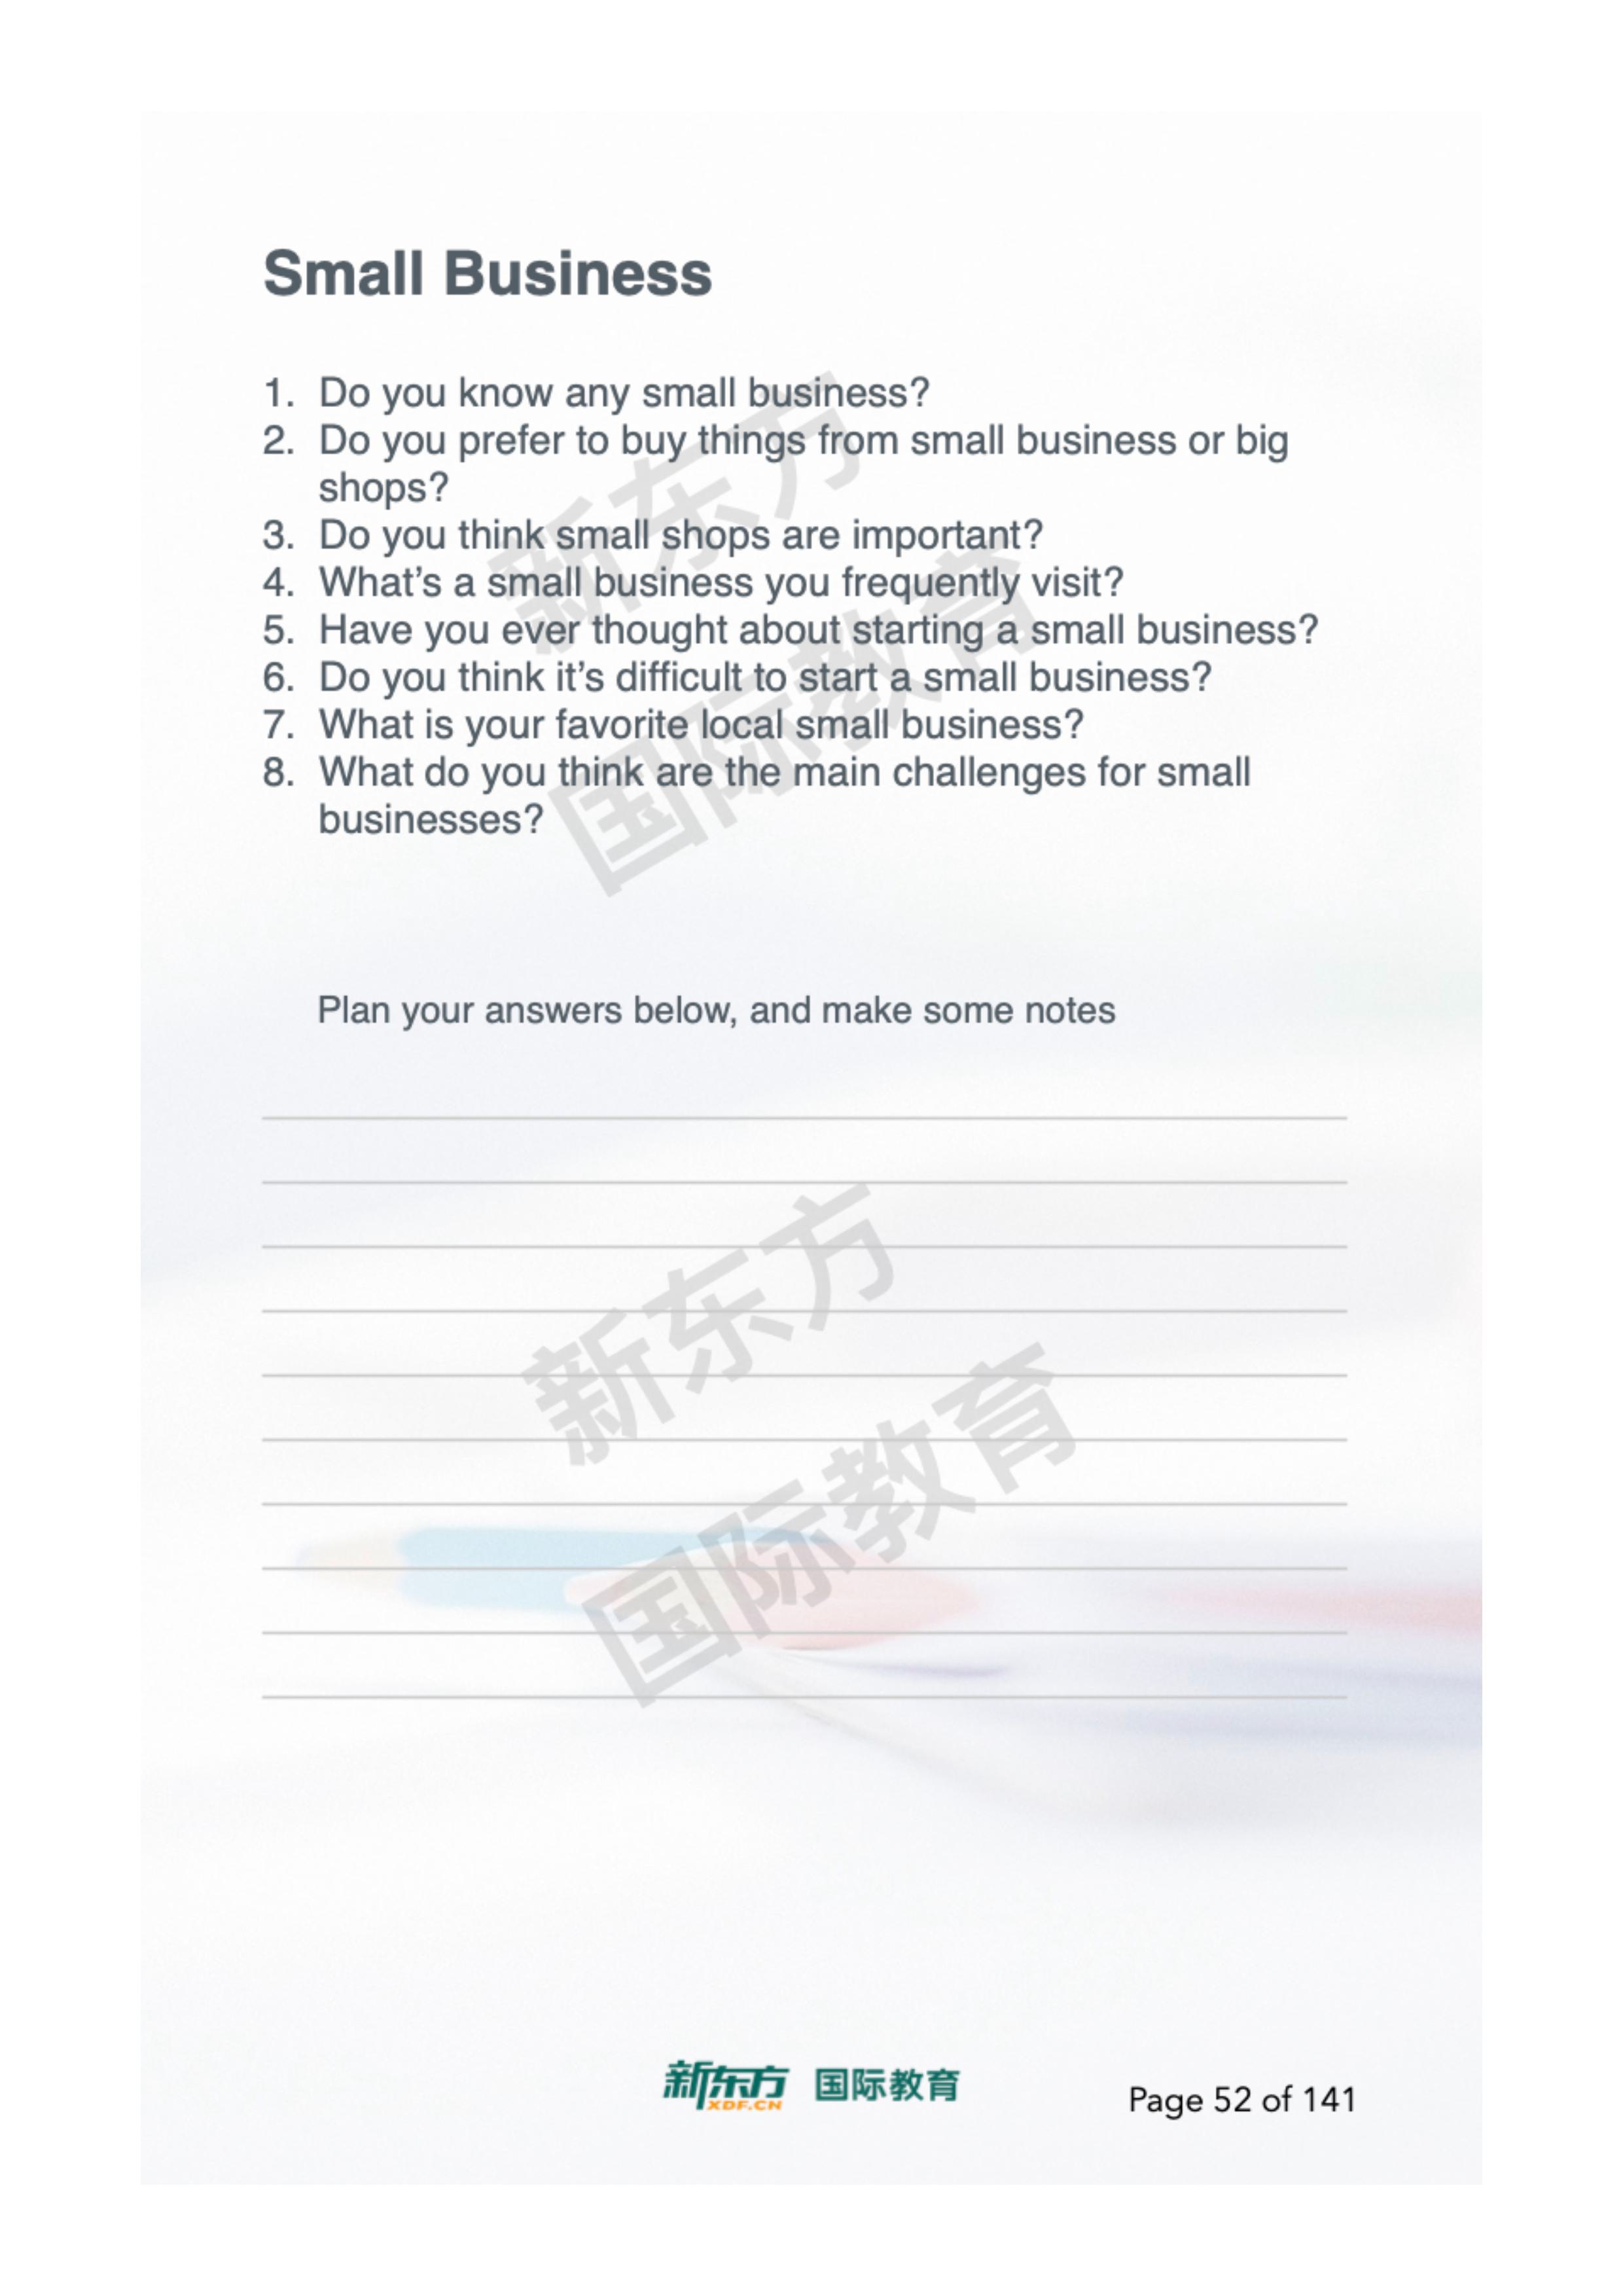 Small Business
1. Do you know any small business?
2. Do you prefer to buy things from small business or big
shops?
3. Do you think small shops are important?
4. What's a small business you frequently visit?
5. Have you ever thought about starting a small business?
6. Do you think it's difficult to start a small business?
7. What is your favorite local small business?
8. What do you think are the main challenges for small
businesses?
新东方
国际教育
Plan your answers below, and make some notes
新东方
国际教育
新东方 国际教育
XDF.CN
Page 52 of 141